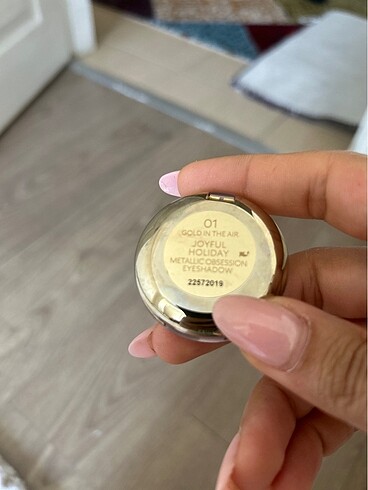 01
GOLD IN THE AIR
JOYFUL
HOLIDAY
METALLIC OBSESSION
EYESHADOW
22572019